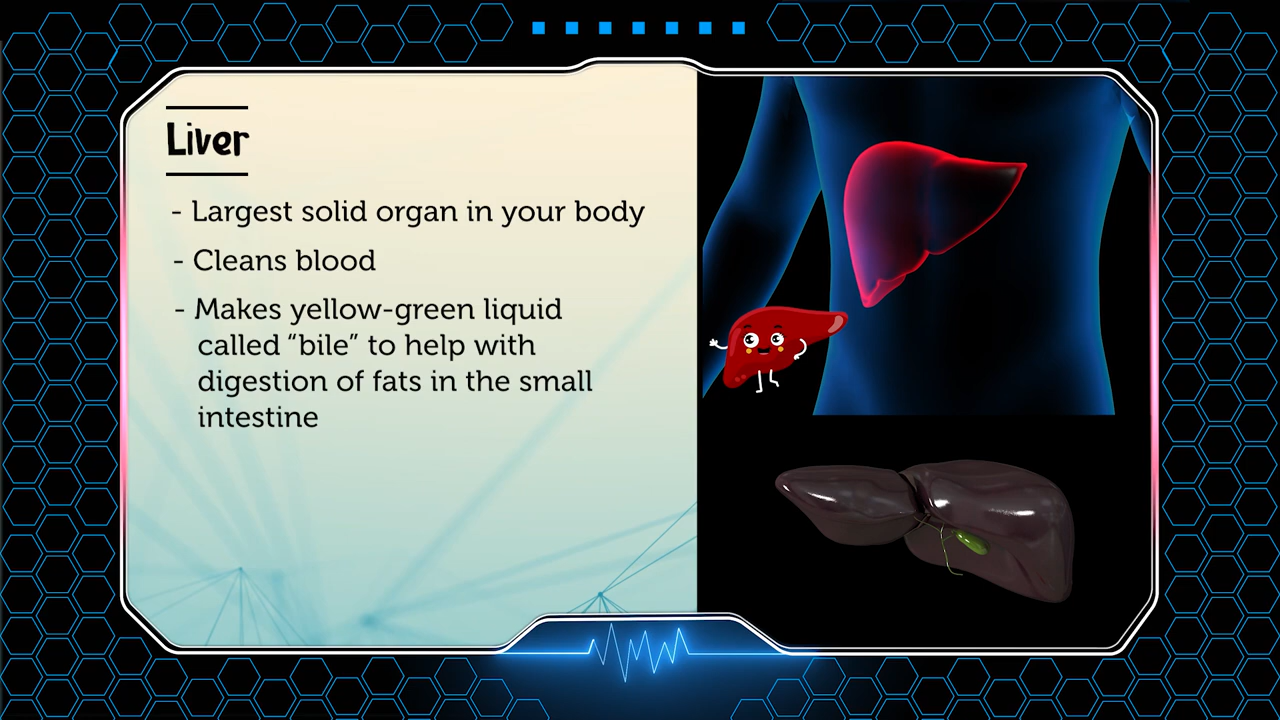 Liver
- Largest solid organ in your body
- Cleans blood
- Makes yellow-green liquid
called “bile” to help with
digestion of fats in the small
intestine